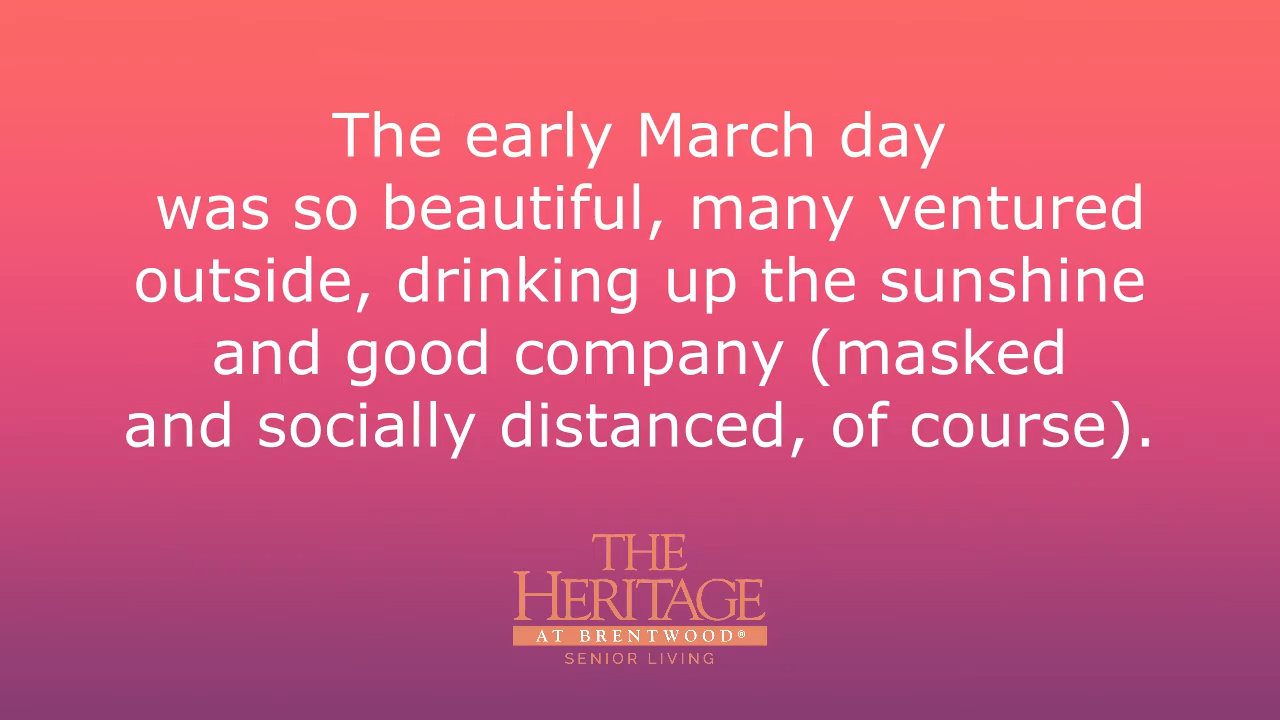 The early March day
was so beautiful, many ventured
outside, drinking up the sunshine
and good company (masked
and socially distanced, of course).
THE
HERITAGE
AT BRENTWOOD®
SENIOR LIVING